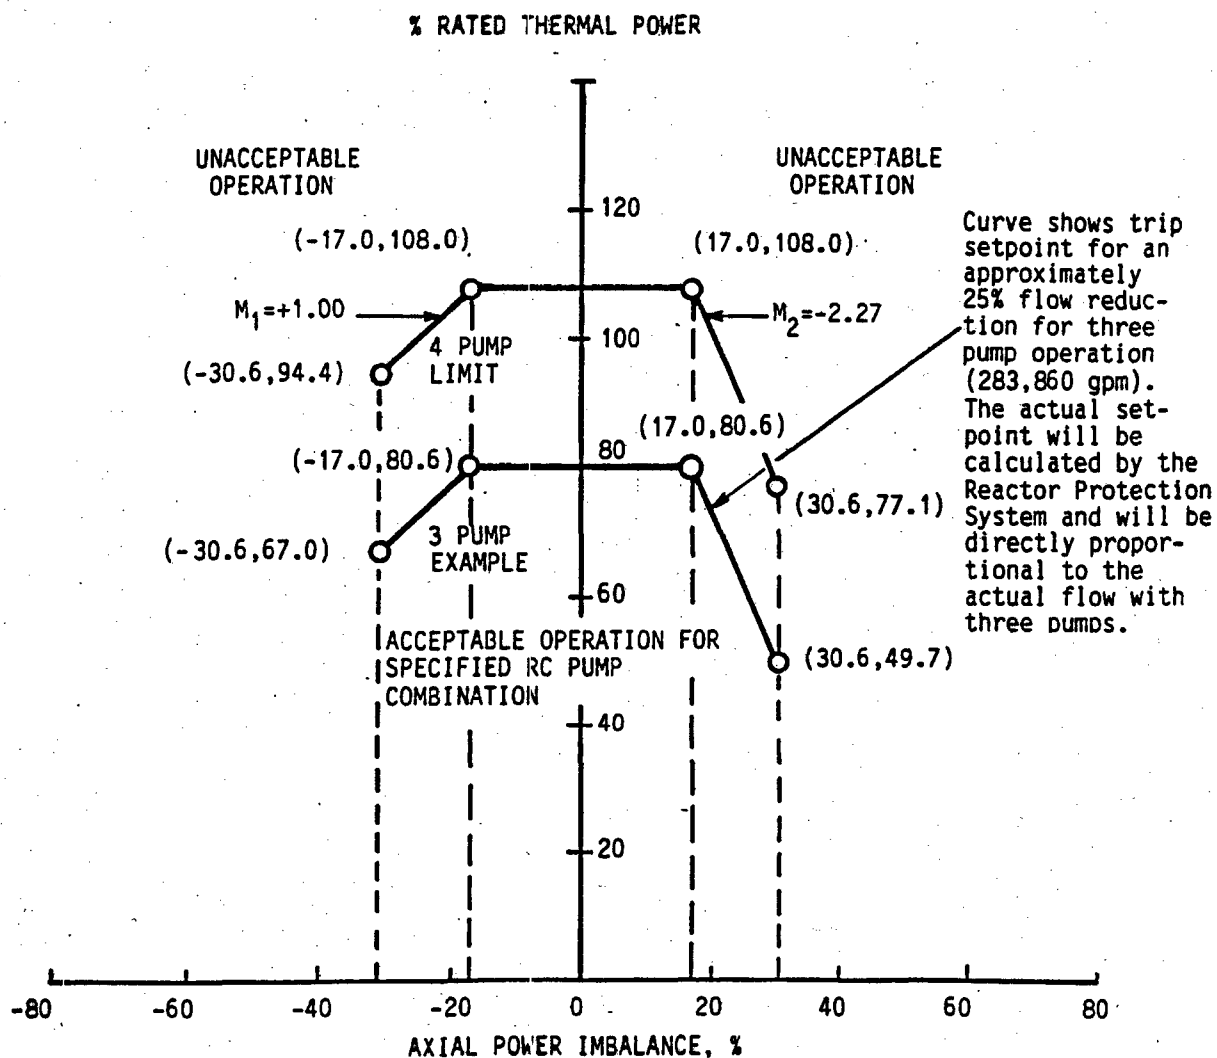 % RATED THERMAL POWER
UNACCEPTABLE
OPERATION
UNACCEPTABLE
OPERATION
120
(-17.0,108.0)
(17.0,108.0)
Curve shows trip
setpoint for an
approximately
25% flow reduc-
tion for three
pump operation
(283,860 gpm).
The actual set-
point will be
calculated by the
Reactor Protection
System and will be
directly propor-
tional to the
actual flow with
three pumps.
M1=+1.00
M2=-2.27
100
4 PUMP
LIMIT
(-30.6,94.4)
(17.0,80.6)
80
(-17.0,80.6)
(30.6,77.1)
3 PUMP
EXAMPLE
(-30.6,67.0)
60
ACCEPTABLE OPERATION FOR
SPECIFIED RC PUMP
COMBINATION
(30.6,49.7)
40
20
-80 -60 -40 -20 0 20 40 60 80
AXIAL POWER IMBALANCE, %